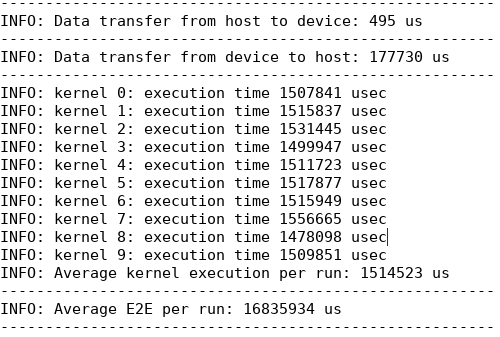 -------------------------------------------------------
INFO: Data transfer from host to device: 495 us
-------------------------------------------------------
INFO: Data transfer from device to host: 177730 us
-------------------------------------------------------
INFO: kernel 0: execution time 1507841 usec
INFO: kernel 1: execution time 1515837 usec
INFO: kernel 2: execution time 1531445 usec
INFO: kernel 3: execution time 1499947 usec
INFO: kernel 4: execution time 1511723 usec
INFO: kernel 5: execution time 1517877 usec
INFO: kernel 6: execution time 1515949 usec
INFO: kernel 7: execution time 1556665 usec
INFO: kernel 8: execution time 1478098 usec
INFO: kernel 9: execution time 1509851 usec
INFO: Average kernel execution per run: 1514523 us
-------------------------------------------------------
INFO: Average E2E per run: 16835934 us
-------------------------------------------------------